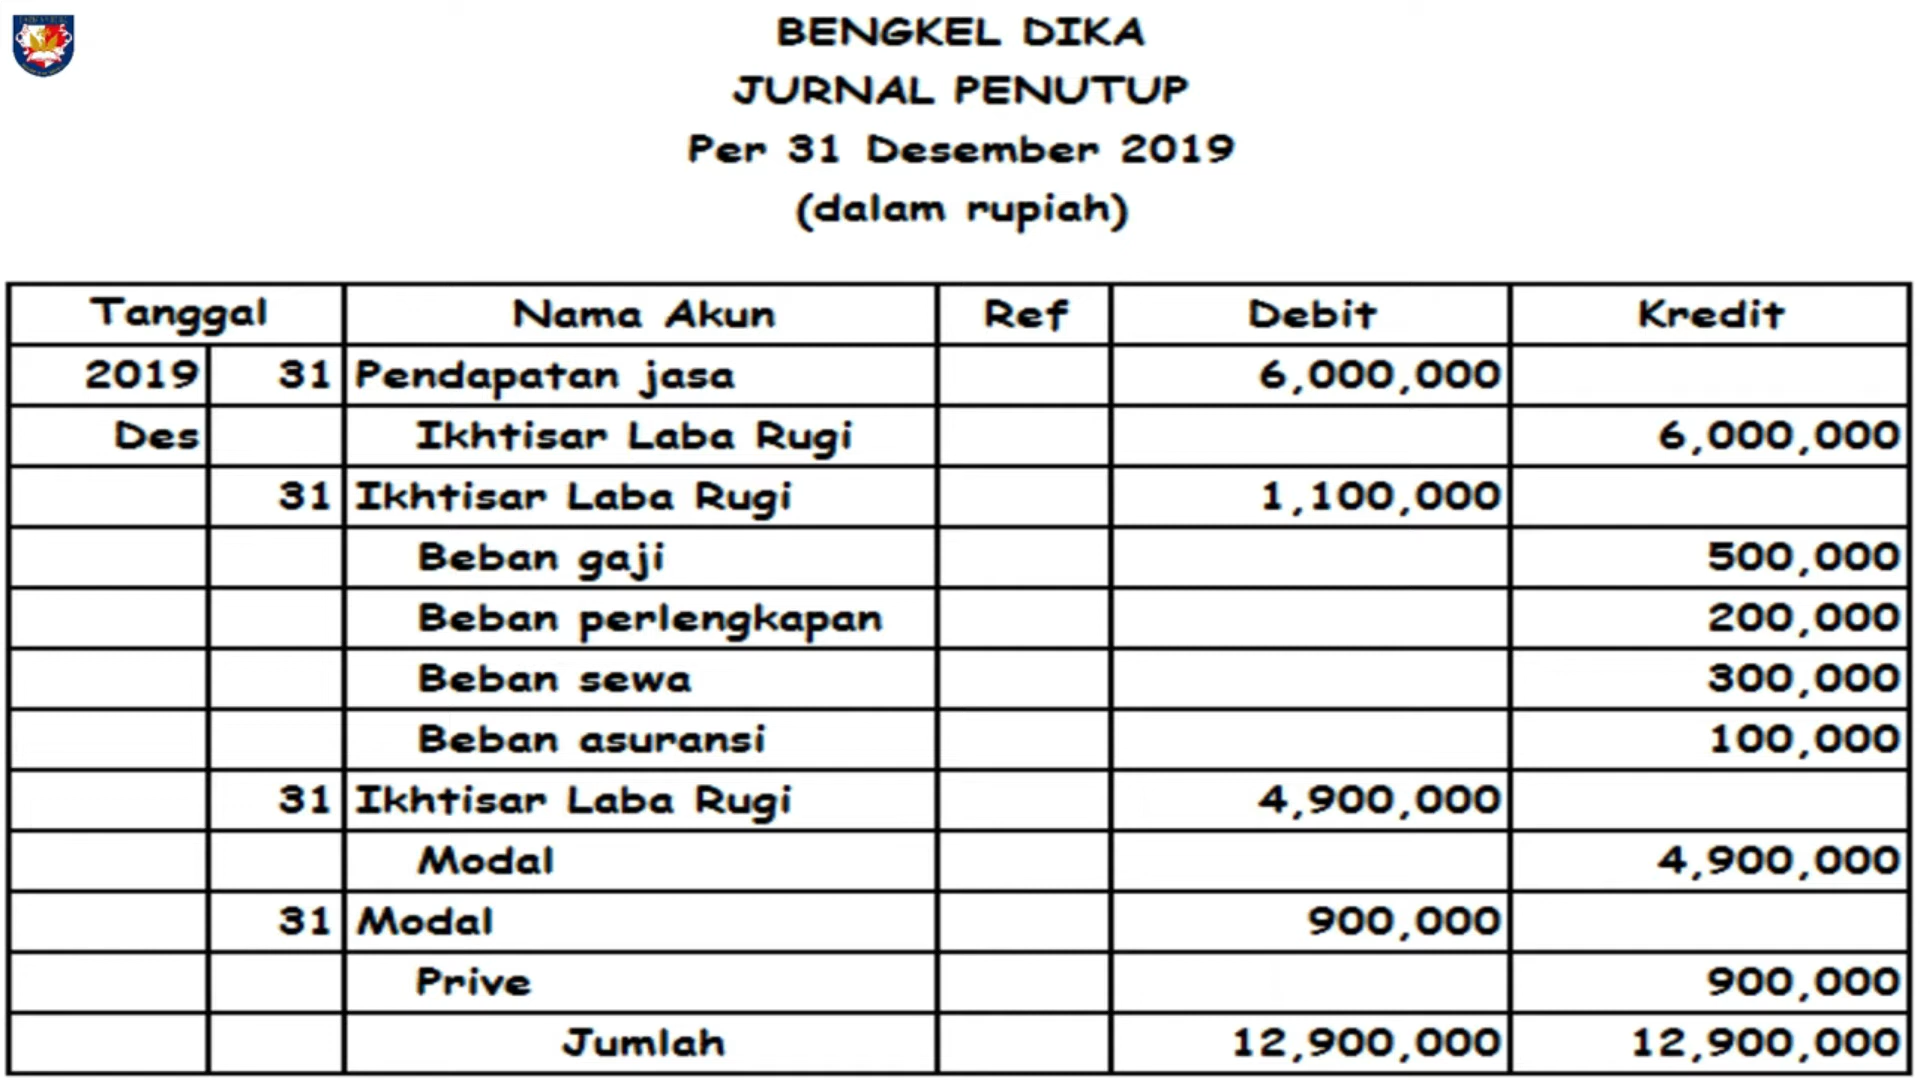 BENGKEL DIKA
JURNAL PENUTUP
Per 31 Desember 2019
(dalam rupiah)
Tanggal Nama Akun Ref Debit Kredit
2019 31 Pendapatan jasa 6,000,000
Des Ikhtisar Laba Rugi 6,000,000
31 Ikhtisar Laba Rugi 1,100,000
Beban gaji 500,000
Beban perlengkapan 200,000
Beban sewa 300,000
Beban asuransi 100,000
31 Ikhtisar Laba Rugi 4,900,000
Modal 4,900,000
31 Modal 900,000
Prive 900,000
Jumlah 12,900,000 12,900,000